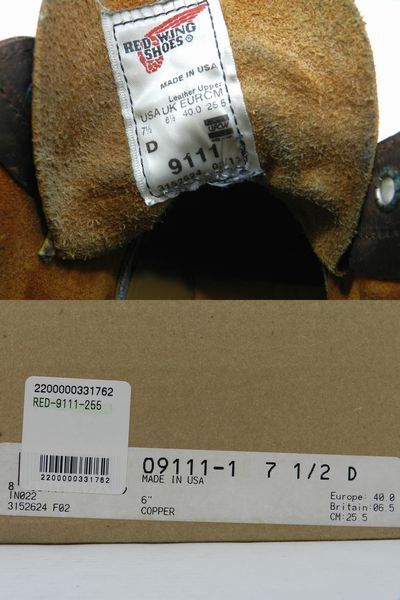 RED WING
SHOES®
MADE IN USA
Leather Upper
USA UK EUR CM
7½ 6½ 40.0 25.5
D
9111
3152624
2200000331762
RED-9111-255
2200000331762
8
IN022
3152624 F02
09111-1 7 1/2 D
MADE IN USA
6"
COPPER
Europe: 40.0
Britain:06.5
CM:25.5